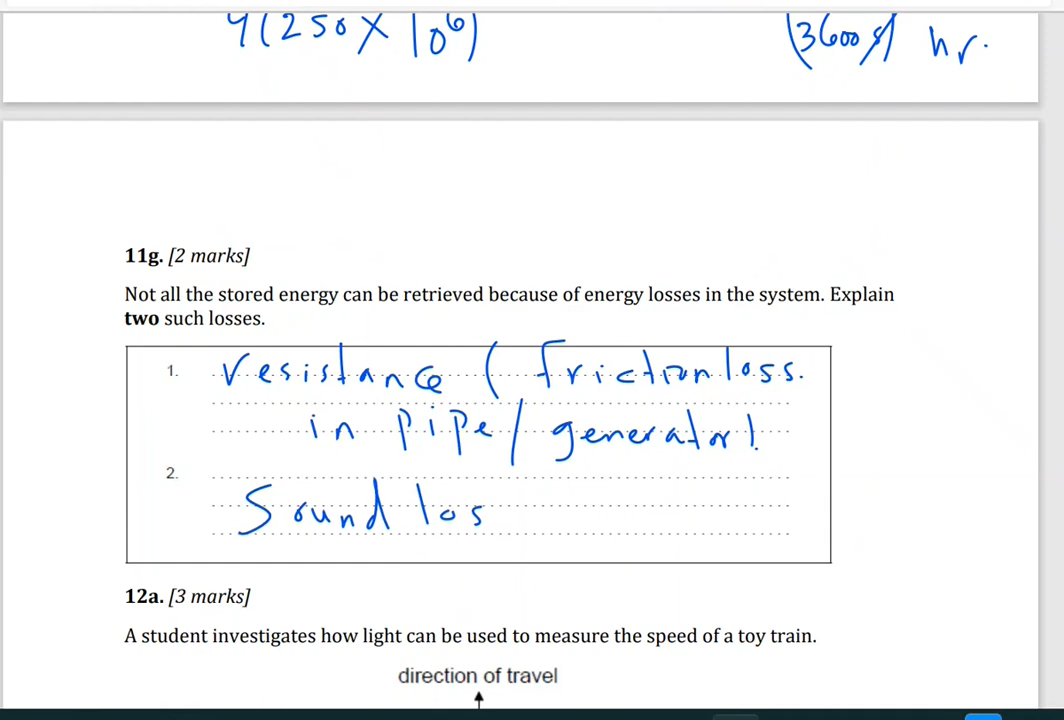 4(250 × 10⁶) (3600 s) hr.
11g. [2 marks]
Not all the stored energy can be retrieved because of energy losses in the system. Explain
two such losses.
1. resistance (friction loss.
in pipe/generator).
2.
Sound los
12a. [3 marks]
A student investigates how light can be used to measure the speed of a toy train.
direction of travel